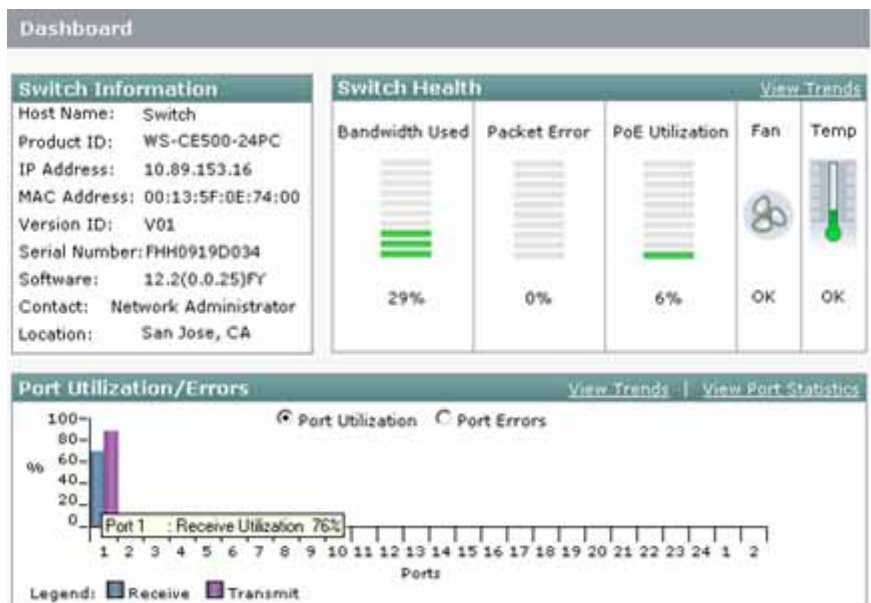 Dashboard
Switch Information
Host Name: Switch
Product ID: WS-CE500-24PC
IP Address: 10.89.153.16
MAC Address: 00:13:5F:0E:74:00
Version ID: V01
Serial Number: FHH0919D034
Software: 12.2(0.0.25)FY
Contact: Network Administrator
Location: San Jose, CA
Switch Health View Trends
Bandwidth Used Packet Error PoE Utilization Fan Temp
29% 0% 6% OK OK
Port Utilization/Errors View Trends | View Port Statistics
Port Utilization Port Errors
100
80
% 60
40
20
0
Port 1 : Receive Utilization 76%
1 2 3 4 5 6 7 8 9 10 11 12 13 14 15 16 17 18 19 20 21 22 23 24 1 2
Ports
Legend: Receive Transmit